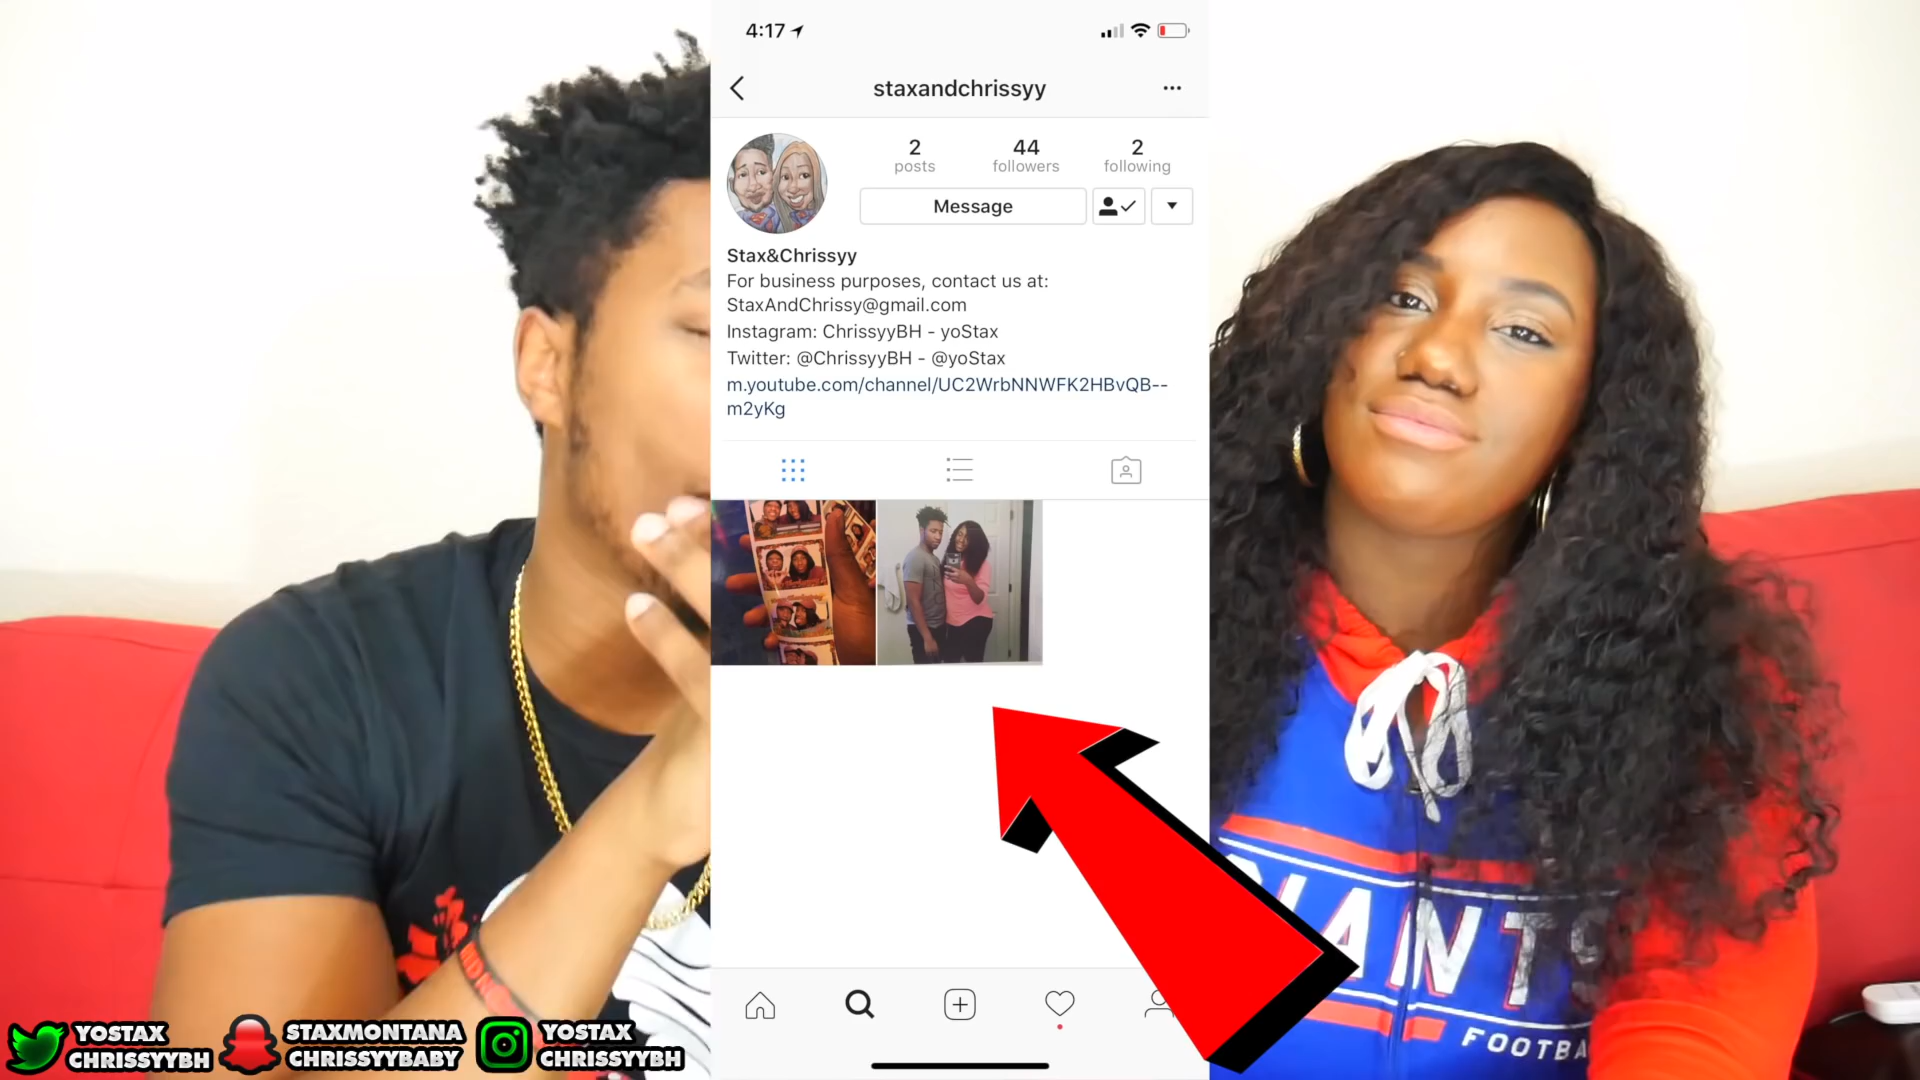 4:17
staxandchrissyy
2 44 2
posts followers following
Message
Stax&Chrissyy
For business purposes, contact us at:
StaxAndChrissy@gmail.com
Instagram: ChrissyyBH - yoStax
Twitter: @ChrissyyBH - @yoStax
m.youtube.com/channel/UC2WrbNNWFK2HBvQB--
m2yKg
GIANTS
FOOTBA
YOSTAX
CHRISSYYBH
STAXMONTANA
CHRISSYYBABY
YOSTAX
CHRISSYYBH